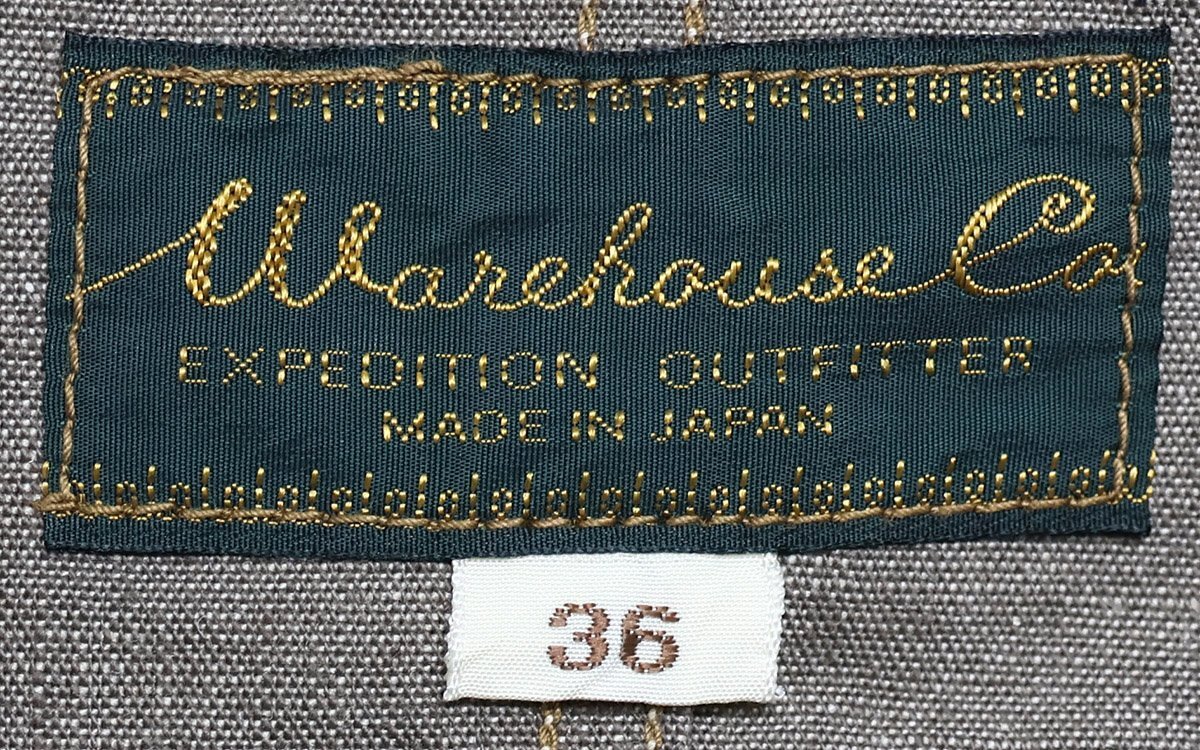 Warehouse Co.
EXPEDITION OUTFITTER
MADE IN JAPAN
36